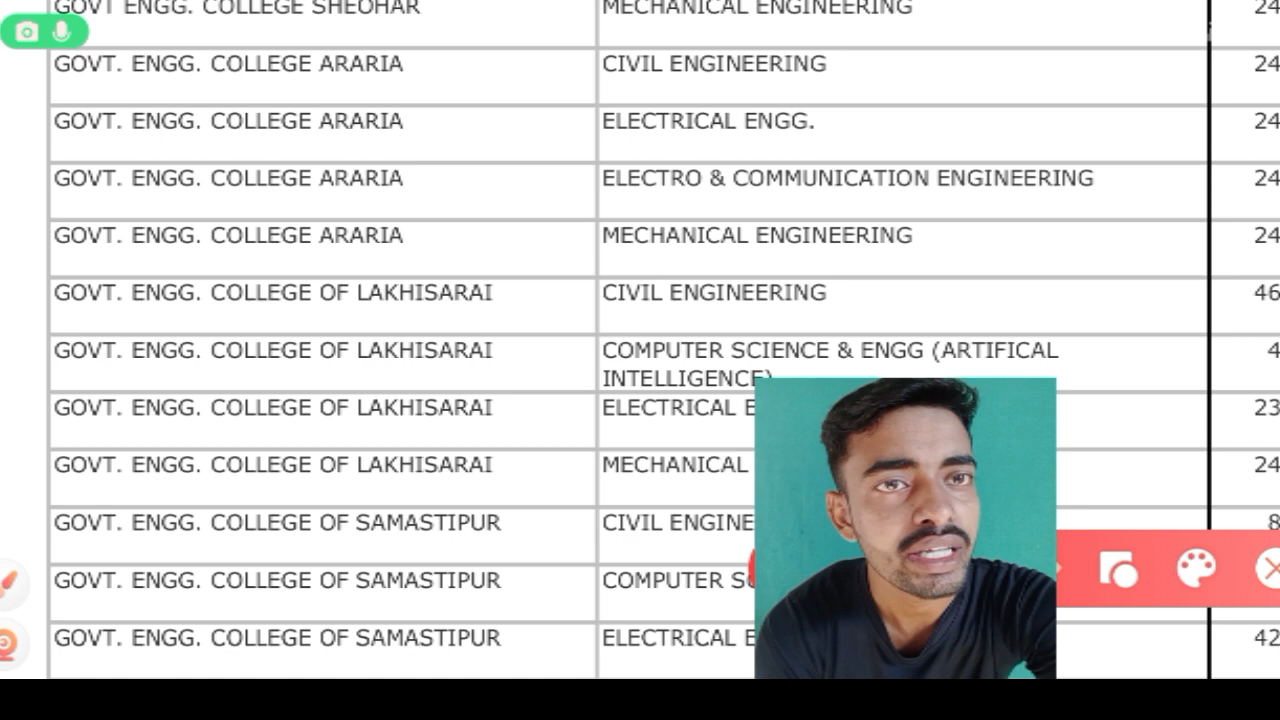 GOVT ENGG. COLLEGE SHEOHAR MECHANICAL ENGINEERING 24
GOVT. ENGG. COLLEGE ARARIA CIVIL ENGINEERING 24
GOVT. ENGG. COLLEGE ARARIA ELECTRICAL ENGG. 24
GOVT. ENGG. COLLEGE ARARIA ELECTRO & COMMUNICATION ENGINEERING 24
GOVT. ENGG. COLLEGE ARARIA MECHANICAL ENGINEERING 24
GOVT. ENGG. COLLEGE OF LAKHISARAI CIVIL ENGINEERING 46
GOVT. ENGG. COLLEGE OF LAKHISARAI COMPUTER SCIENCE & ENGG (ARTIFICAL 4
INTELLIGENCE)
GOVT. ENGG. COLLEGE OF LAKHISARAI ELECTRICAL E 23
GOVT. ENGG. COLLEGE OF LAKHISARAI MECHANICAL 24
GOVT. ENGG. COLLEGE OF SAMASTIPUR CIVIL ENGINE 8
GOVT. ENGG. COLLEGE OF SAMASTIPUR COMPUTER
GOVT. ENGG. COLLEGE OF SAMASTIPUR ELECTRICAL E 42